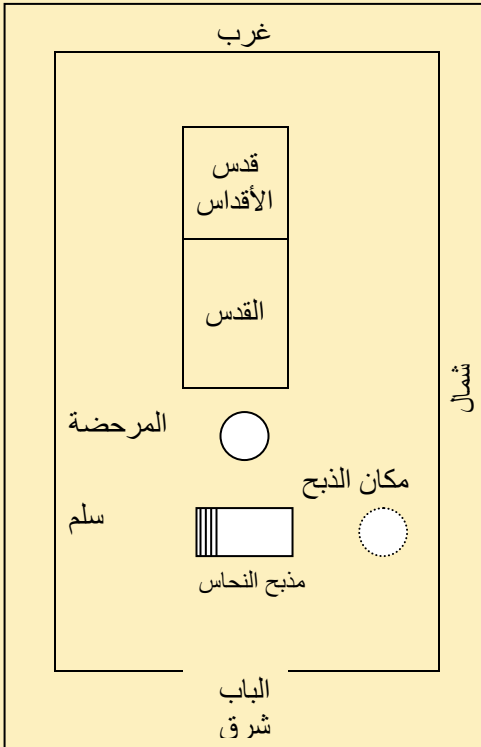 غرب
قدس
الأقداس
القدس
شمال
المرحضة
مكان الذبح
سلم
مذبح النحاس
الباب
شرق